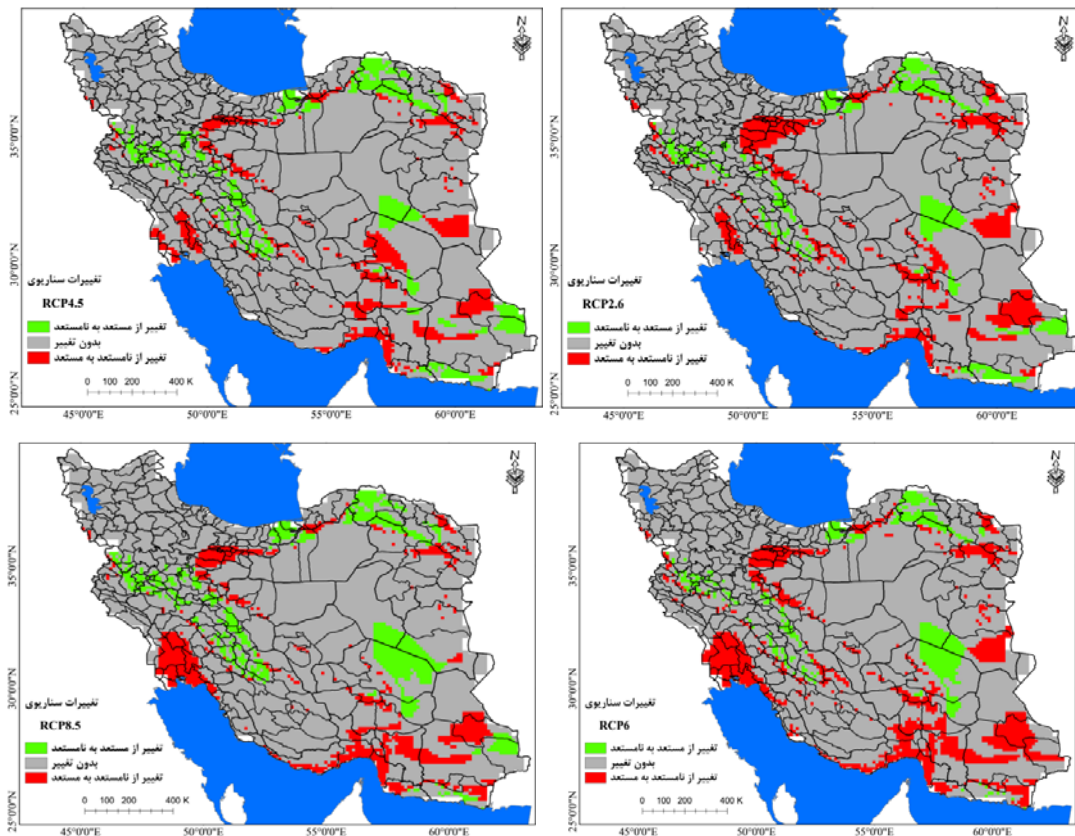 N
35°0'0"N
30°0'0"N
25°0'0"N
تغییرات سناریوی
RCP4.5
تغییر از مستعد به نامستعد
بدون تغییر
تغییر از نامستعد به مستعد
0 100 200 400 K
45°0'0"E 50°0'0"E 55°0'0"E 60°0'0"E
N
35°0'0"N
30°0'0"N
25°0'0"N
تغییرات سناریوی
RCP2.6
تغییر از مستعد به نامستعد
بدون تغییر
تغییر از نامستعد به مستعد
0 100 200 400 K
45°0'0"E 50°0'0"E 55°0'0"E 60°0'0"E
N
35°0'0"N
30°0'0"N
25°0'0"N
تغییرات سناریوی
RCP8.5
تغییر از مستعد به نامستعد
بدون تغییر
تغییر از نامستعد به مستعد
0 100 200 400 K
45°0'0"E 50°0'0"E 55°0'0"E 60°0'0"E
N
35°0'0"N
30°0'0"N
25°0'0"N
تغییرات سناریوی
RCP6
تغییر از مستعد به نامستعد
بدون تغییر
تغییر از نامستعد به مستعد
0 100 200 400 K
45°0'0"E 50°0'0"E 55°0'0"E 60°0'0"E